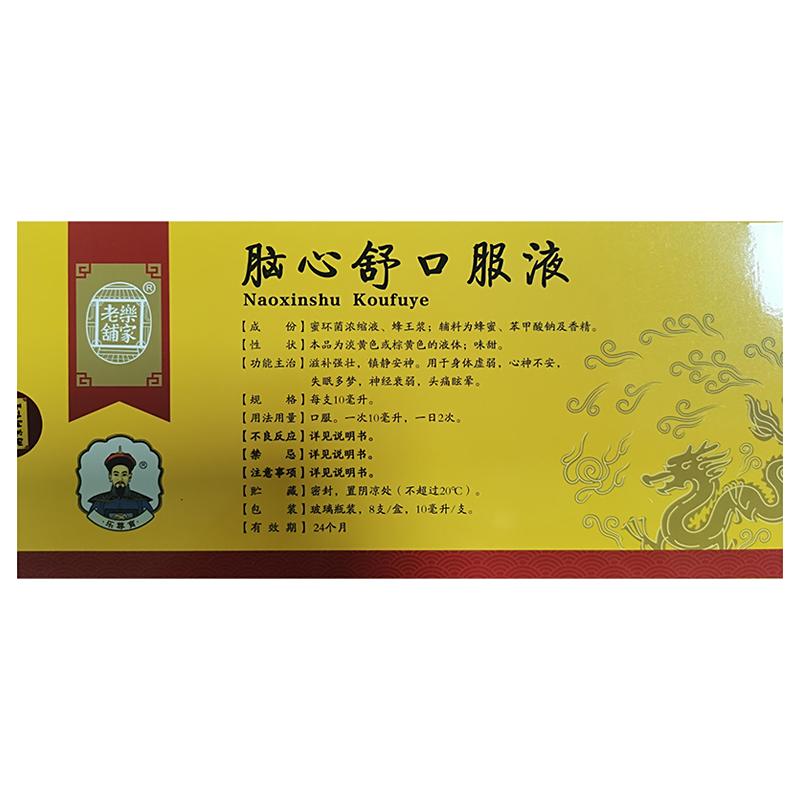 脑心舒口服液
Naoxinshu Koufuye
【成 份】蜜环菌浓缩液、蜂王浆；辅料为蜂蜜、苯甲酸钠及香精。
【性 状】本品为淡黄色或棕黄色的液体；味甜。
【功能主治】滋补强壮，镇静安神。用于身体虚弱，心神不安，
失眠多梦，神经衰弱，头痛眩晕。
【规 格】每支10毫升。
【用法用量】口服。一次10毫升，一日2次。
【不良反应】详见说明书。
【禁 忌】详见说明书。
【注意事项】详见说明书。
【贮 藏】密封，置阴凉处（不超过20℃）。
【包 装】玻璃瓶装，8支/盒，10毫升/支。
【有 效 期】24个月
樂家
老舖
®
®
·乐尊寳·